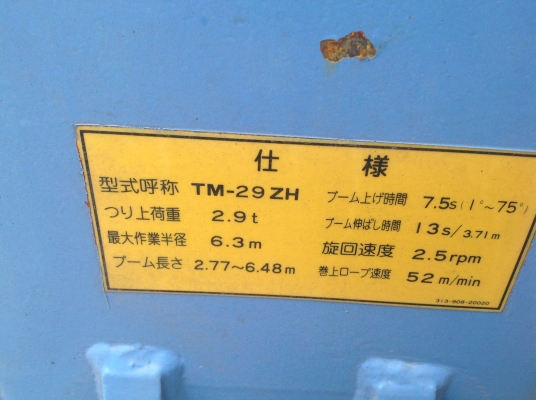 仕様
型式呼称 TM-29ZH
つり上荷重 2.9t
最大作業半径 6.3m
ブーム長さ 2.77～6.48m
ブーム上げ時間 7.5s(1°～75°)
ブーム伸ばし時間 13s/3.71m
旋回速度 2.5rpm
巻上ロープ速度 52m/min
313-908-20020